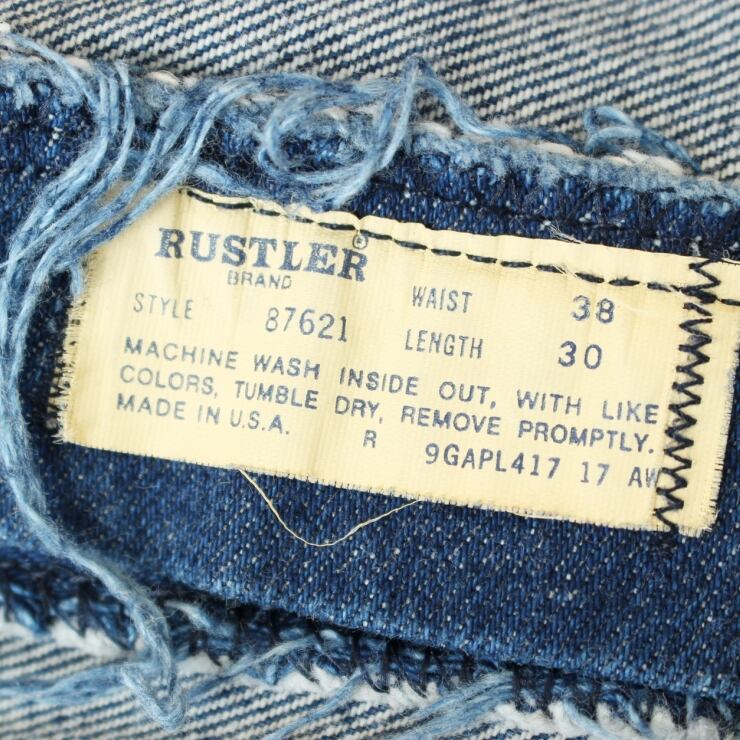 RUSTLER®
BRAND
STYLE 87621
WAIST 38
LENGTH 30
MACHINE WASH INSIDE OUT, WITH LIKE
COLORS, TUMBLE DRY, REMOVE PROMPTLY.
MADE IN U.S.A. R 9GAPL417 17 AW